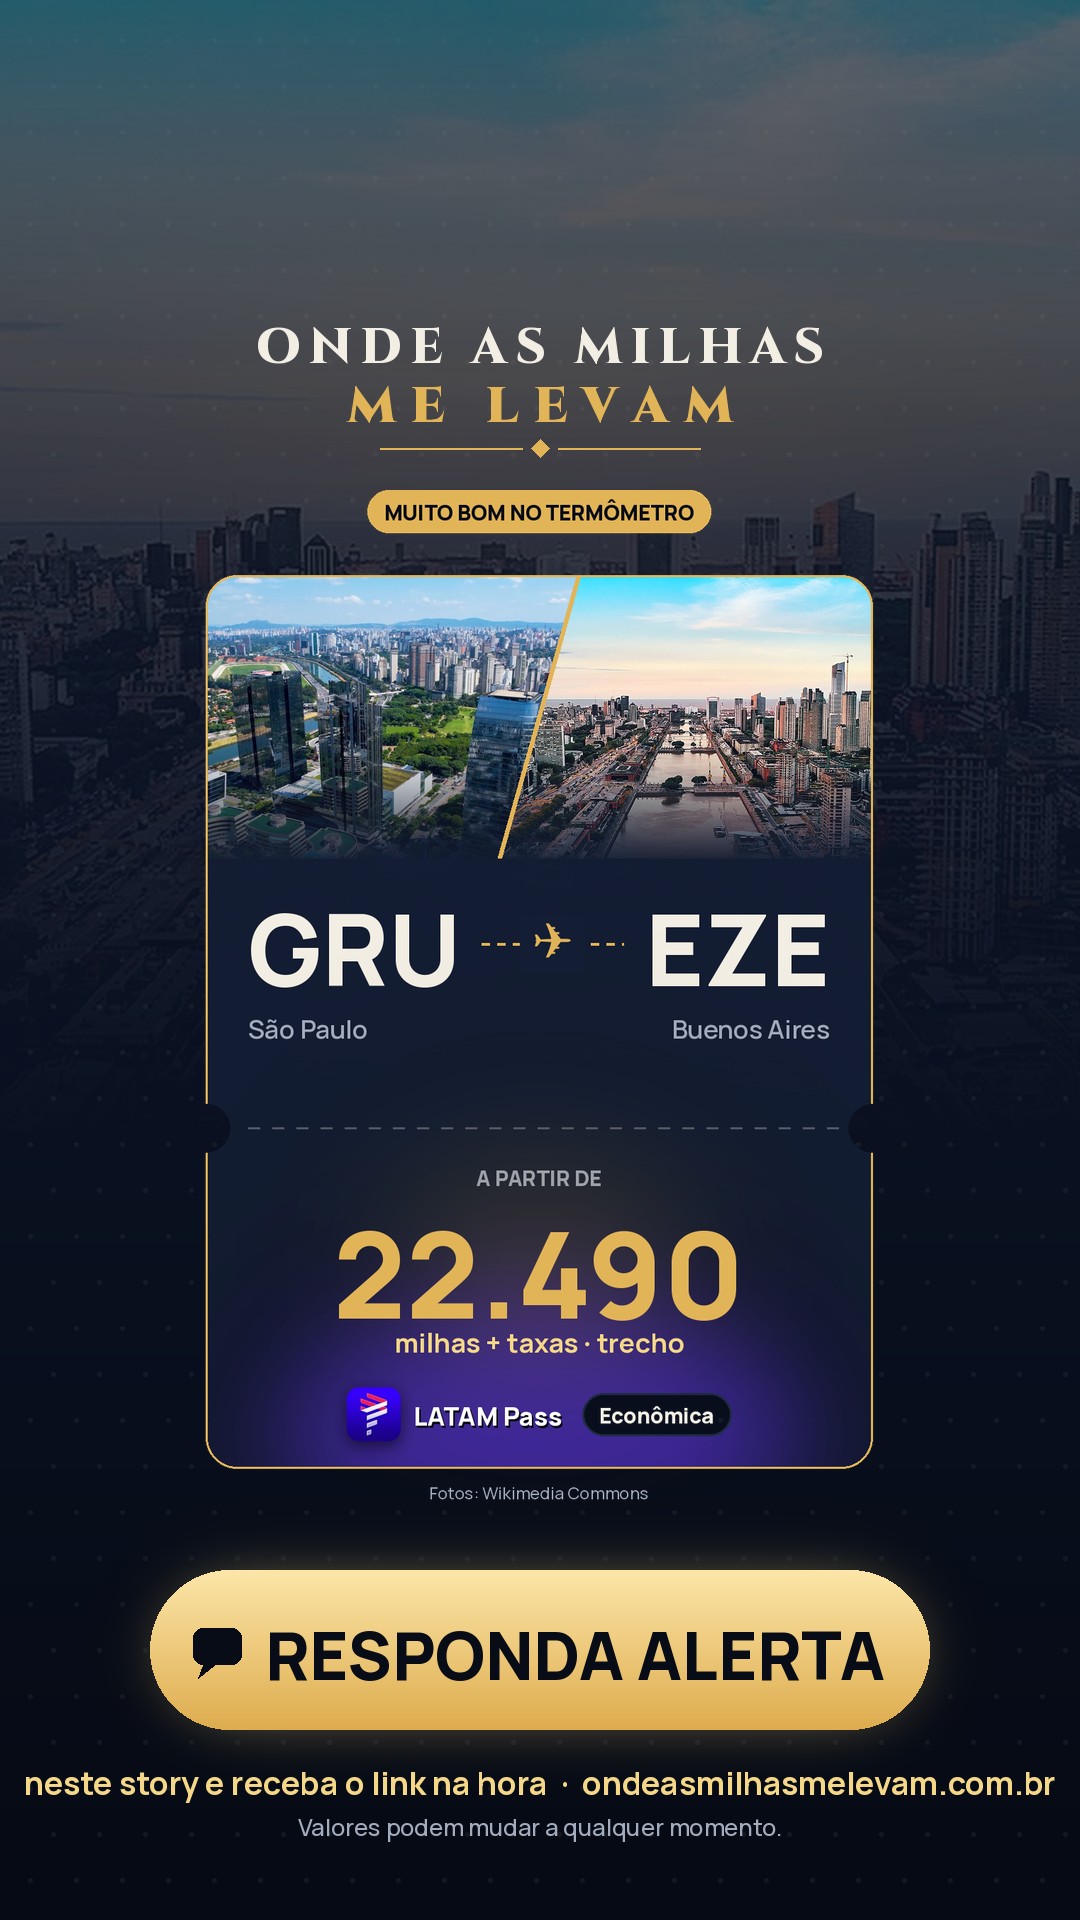 ONDE AS MILHAS
ME LEVAM
MUITO BOM NO TERMÔMETRO
GRU EZE
São Paulo Buenos Aires
A PARTIR DE
22.490
milhas + taxas · trecho
LATAM Pass Econômica
Fotos: Wikimedia Commons
RESPONDA ALERTA
neste story e receba o link na hora · ondeasmilhasmelevam.com.br
Valores podem mudar a qualquer momento.